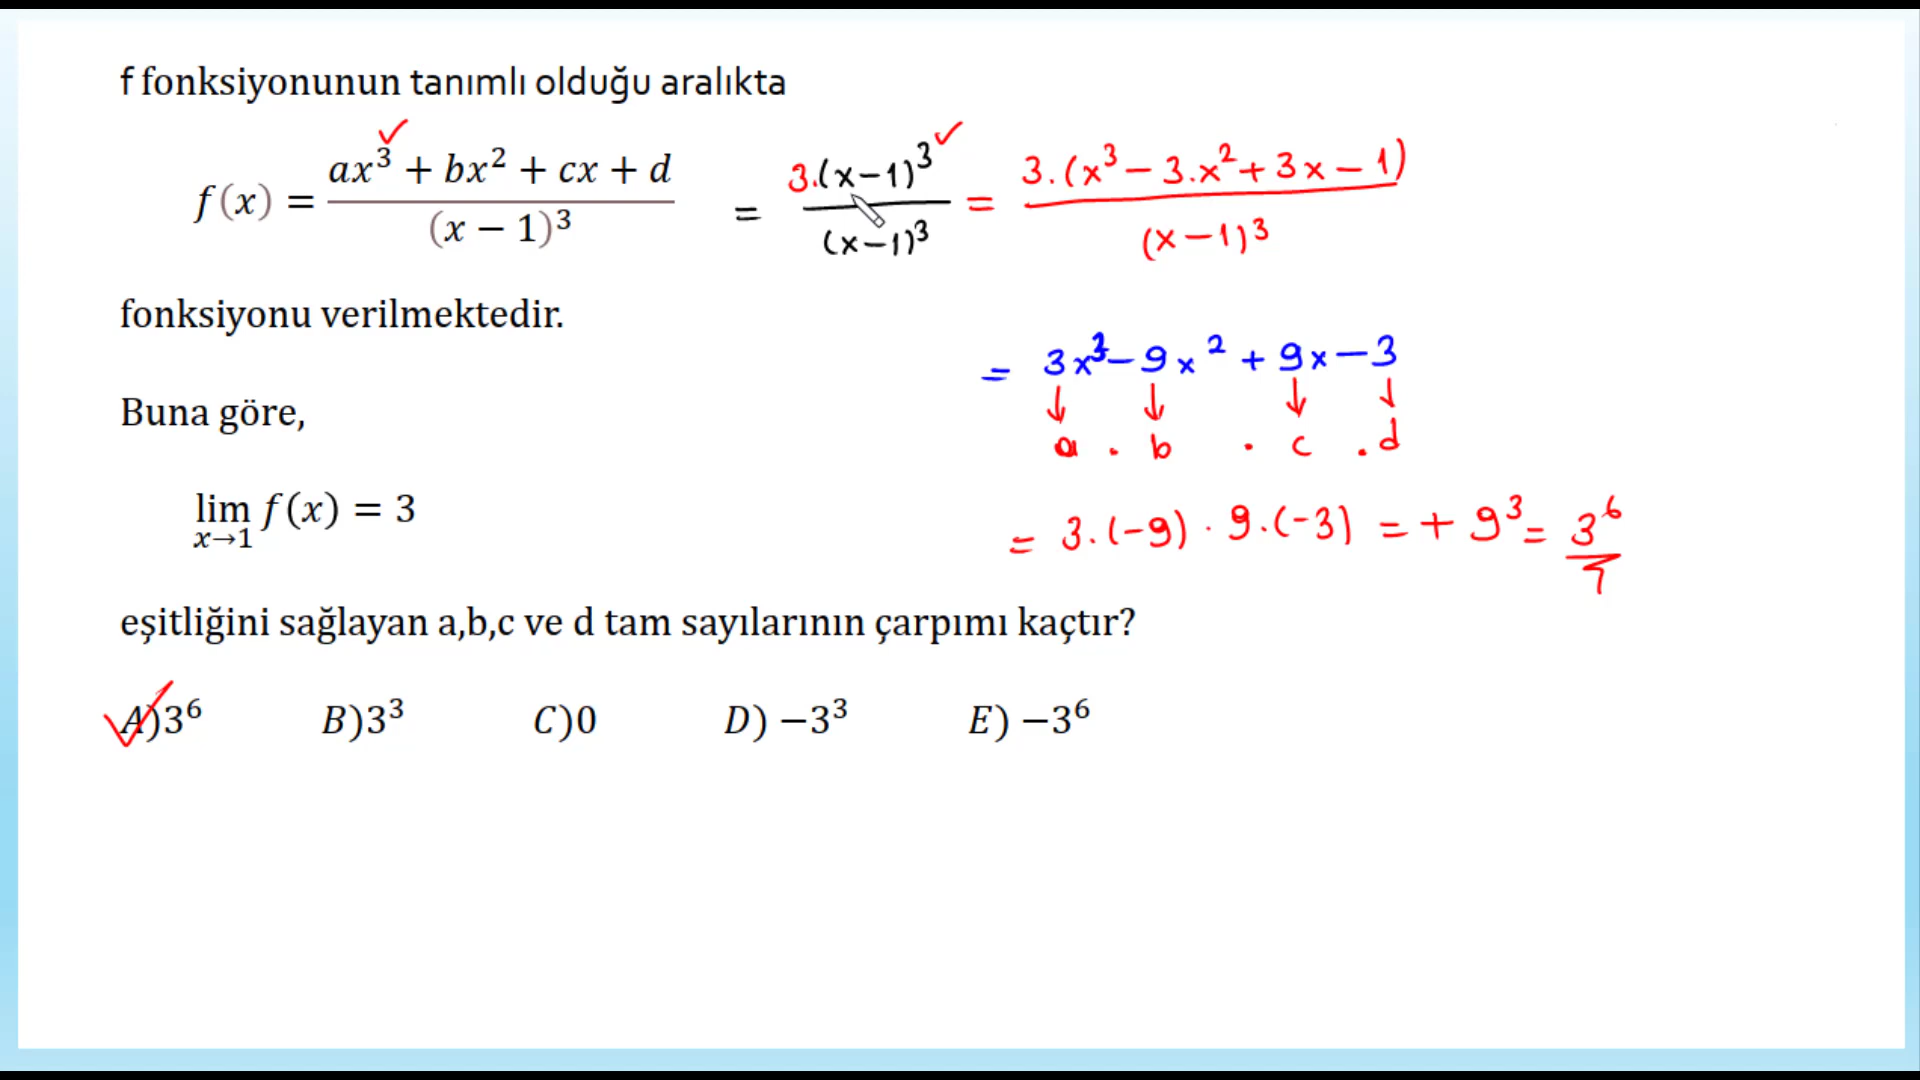 f fonksiyonunun tanımlı olduğu aralıkta
f(x) = (ax³ + bx² + cx + d) / (x − 1)³ = 3.(x−1)³ / (x−1)³ = 3.(x³ − 3.x² + 3x − 1) / (x−1)³
fonksiyonu verilmektedir.
= 3x³ − 9x² + 9x − 3
Buna göre,
a . b . c . d
lim x→1 f(x) = 3
= 3.(−9) . 9.(−3) = + 9³ = 3⁶
eşitliğini sağlayan a,b,c ve d tam sayılarının çarpımı kaçtır?
A)3⁶ B)3³ C)0 D) −3³ E) −3⁶